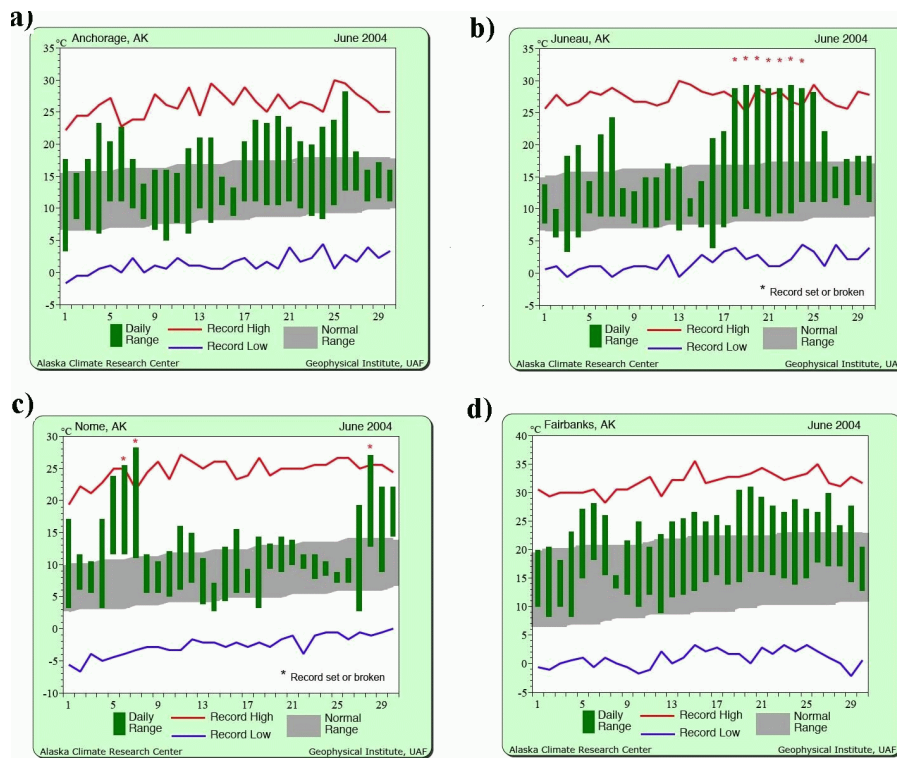 a)
°C Anchorage, AK June 2004
35
30
25
20
15
10
5
0
-5
1 5 9 13 17 21 25 29
Daily Range
Record High
Record Low
Normal Range
Alaska Climate Research Center Geophysical Institute, UAF
b)
°C Juneau, AK June 2004
35
* * * * * * *
30
25
20
15
10
5
0
* Record set or broken
-5
1 5 9 13 17 21 25 29
Daily Range
Record High
Record Low
Normal Range
Alaska Climate Research Center Geophysical Institute, UAF
c)
°C Nome, AK June 2004
30
* * *
25
20
15
10
5
0
-5
* Record set or broken
-10
1 5 9 13 17 21 25 29
Daily Range
Record High
Record Low
Normal Range
Alaska Climate Research Center Geophysical Institute, UAF
d)
°C Fairbanks, AK June 2004
40
35
30
25
20
15
10
5
0
-5
1 5 9 13 17 21 25 29
Daily Range
Record High
Record Low
Normal Range
Alaska Climate Research Center Geophysical Institute, UAF